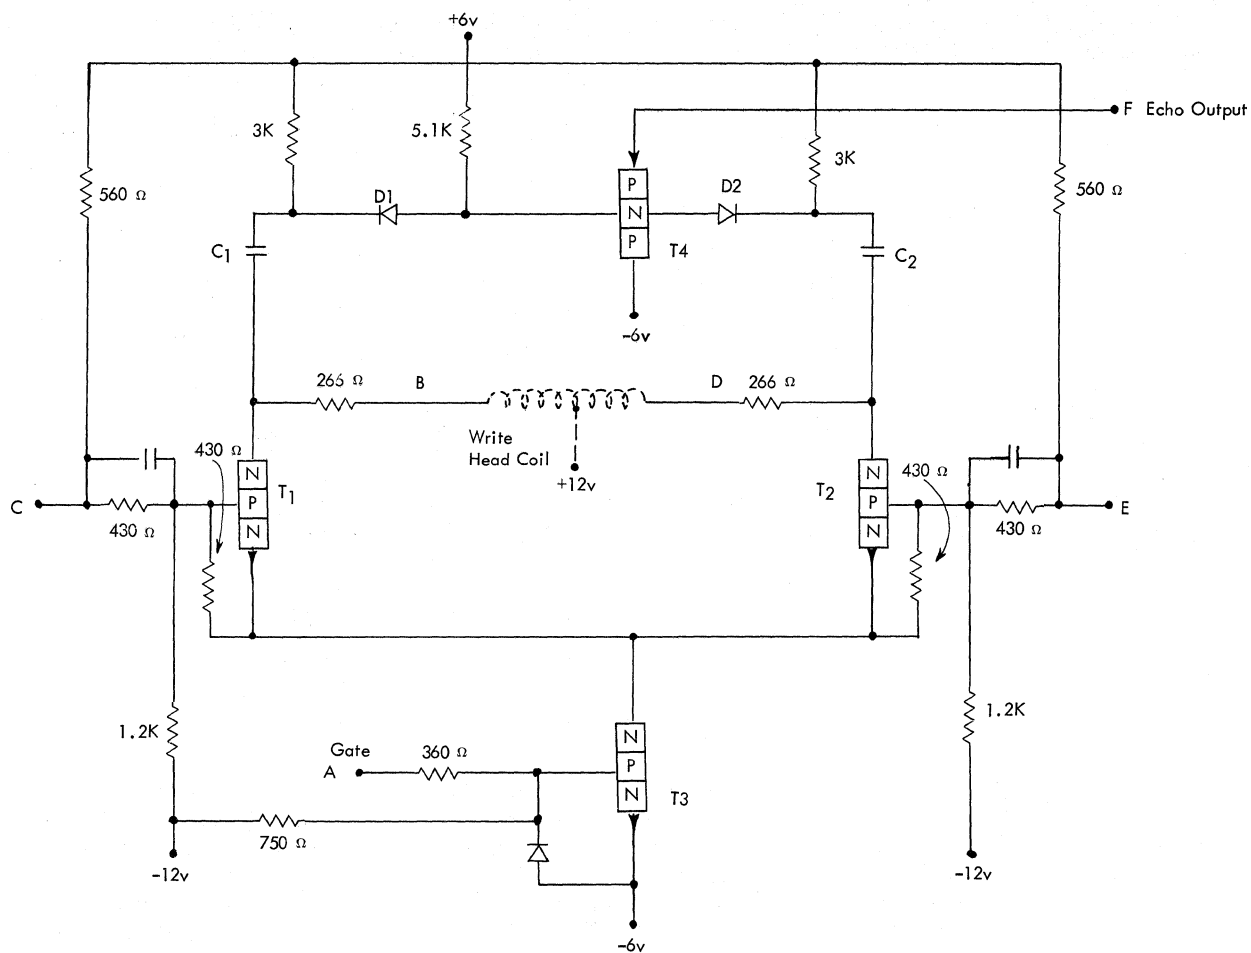 +6v
F Echo Output
3K
5.1K
3K
560 Ω
P
N
P
T4
D1
D2
560 Ω
C1
C2
-6v
266 Ω
B
D
266 Ω
Write
Head Coil
+12v
430 Ω
430 Ω
N
P
N
T1
T2
N
P
N
C
430 Ω
430 Ω
E
1.2K
1.2K
Gate
A
360 Ω
N
P
N
T3
750 Ω
-12v
-12v
-6v